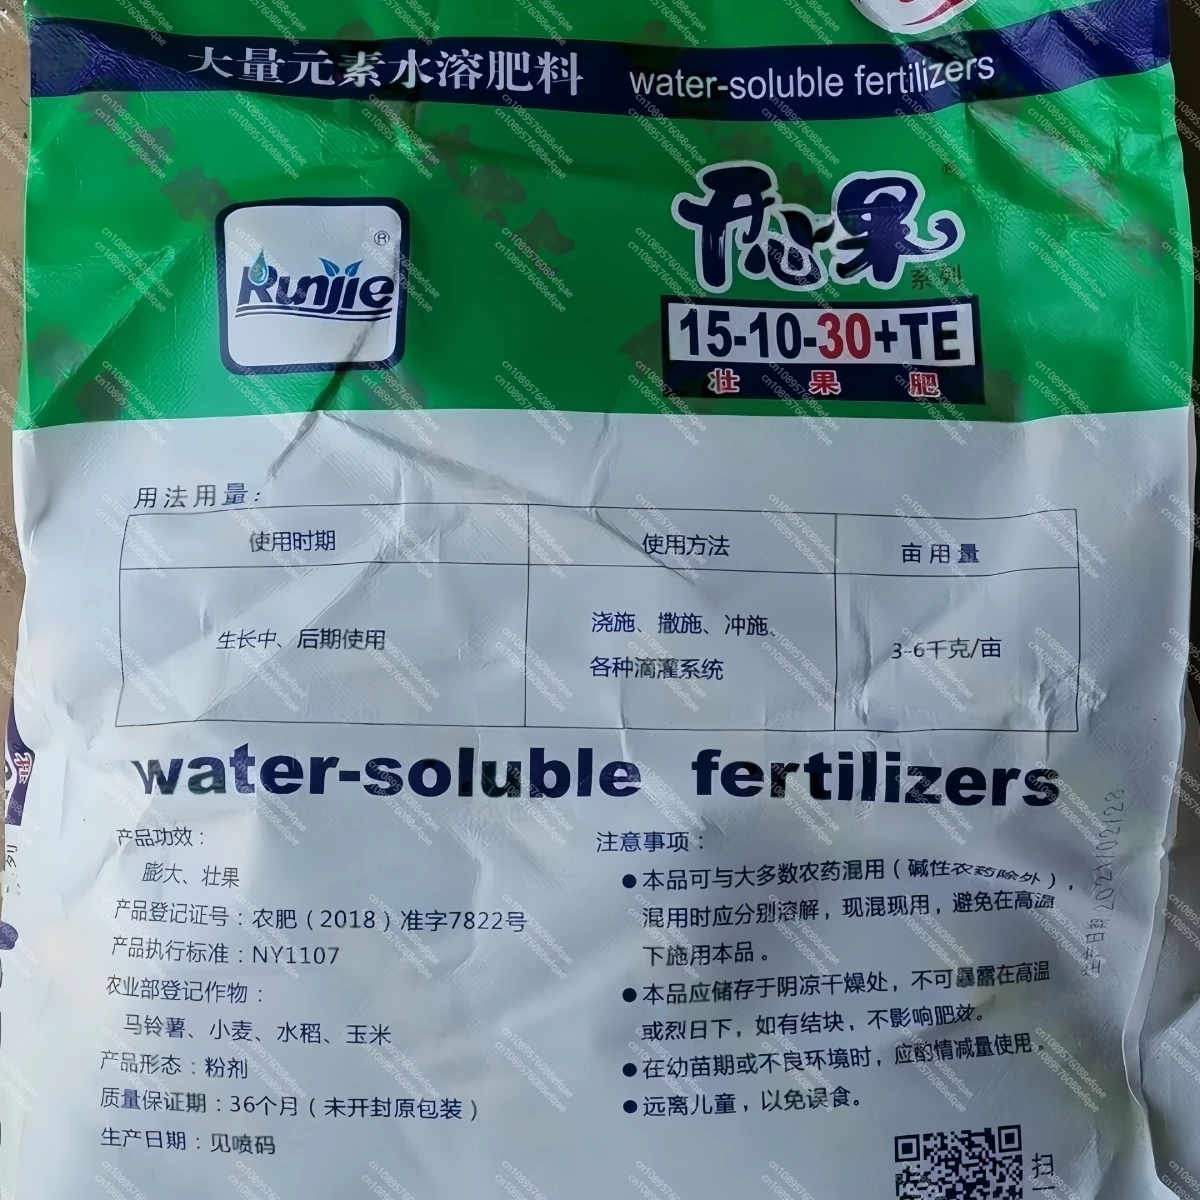 大量元素水溶肥料 water-soluble fertilizers
Runjie®
开心果®
系列
15-10-30+TE
壮 果 肥
用法用量:
使用时期 使用方法 亩用量
生长中、后期使用 浇施、撒施、冲施、 3-6千克/亩
各种滴灌系统
water-soluble fertilizers
产品功效:
膨大、壮果
产品登记证号:农肥(2018)准字7822号
产品执行标准:NY1107
农业部登记作物:
马铃薯、小麦、水稻、玉米
产品形态:粉剂
质量保证期:36个月(未开封原包装)
生产日期:见喷码
注意事项:
●本品可与大多数农药混用(碱性农药除外),
混用时应分别溶解,现混现用,避免在高温
下施用本品。
●本品应储存于阴凉干燥处,不可暴露在高温
或烈日下,如有结块,不影响肥效。
●在幼苗期或不良环境时,应酌情减量使用。
●远离儿童,以免误食。
扫
生产日期
列
cn1089576088efqae